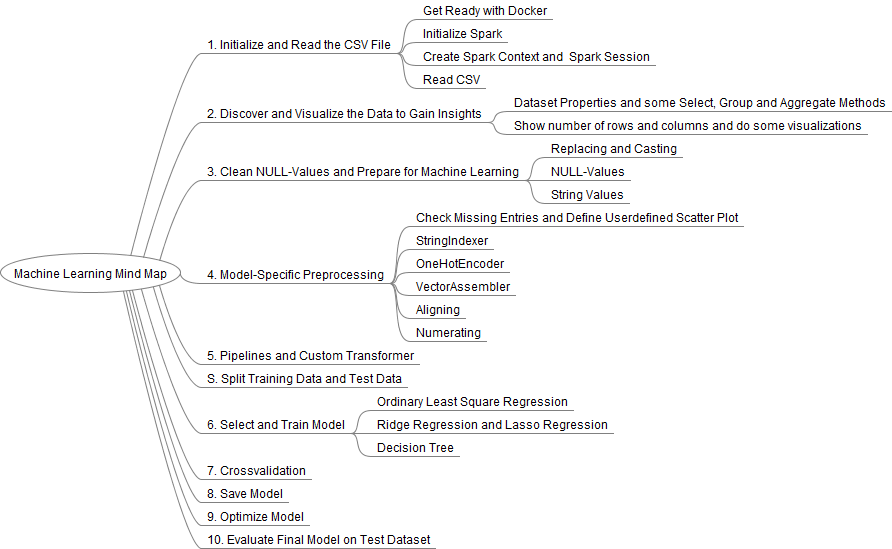 Machine Learning Mind Map
1. Initialize and Read the CSV File
Get Ready with Docker
Initialize Spark
Create Spark Context and Spark Session
Read CSV
2. Discover and Visualize the Data to Gain Insights
Dataset Properties and some Select, Group and Aggregate Methods
Show number of rows and columns and do some visualizations
3. Clean NULL-Values and Prepare for Machine Learning
Replacing and Casting
NULL-Values
String Values
4. Model-Specific Preprocessing
Check Missing Entries and Define Userdefined Scatter Plot
StringIndexer
OneHotEncoder
VectorAssembler
Aligning
Numerating
5. Pipelines and Custom Transformer
S. Split Training Data and Test Data
6. Select and Train Model
Ordinary Least Square Regression
Ridge Regression and Lasso Regression
Decision Tree
7. Crossvalidation
8. Save Model
9. Optimize Model
10. Evaluate Final Model on Test Dataset